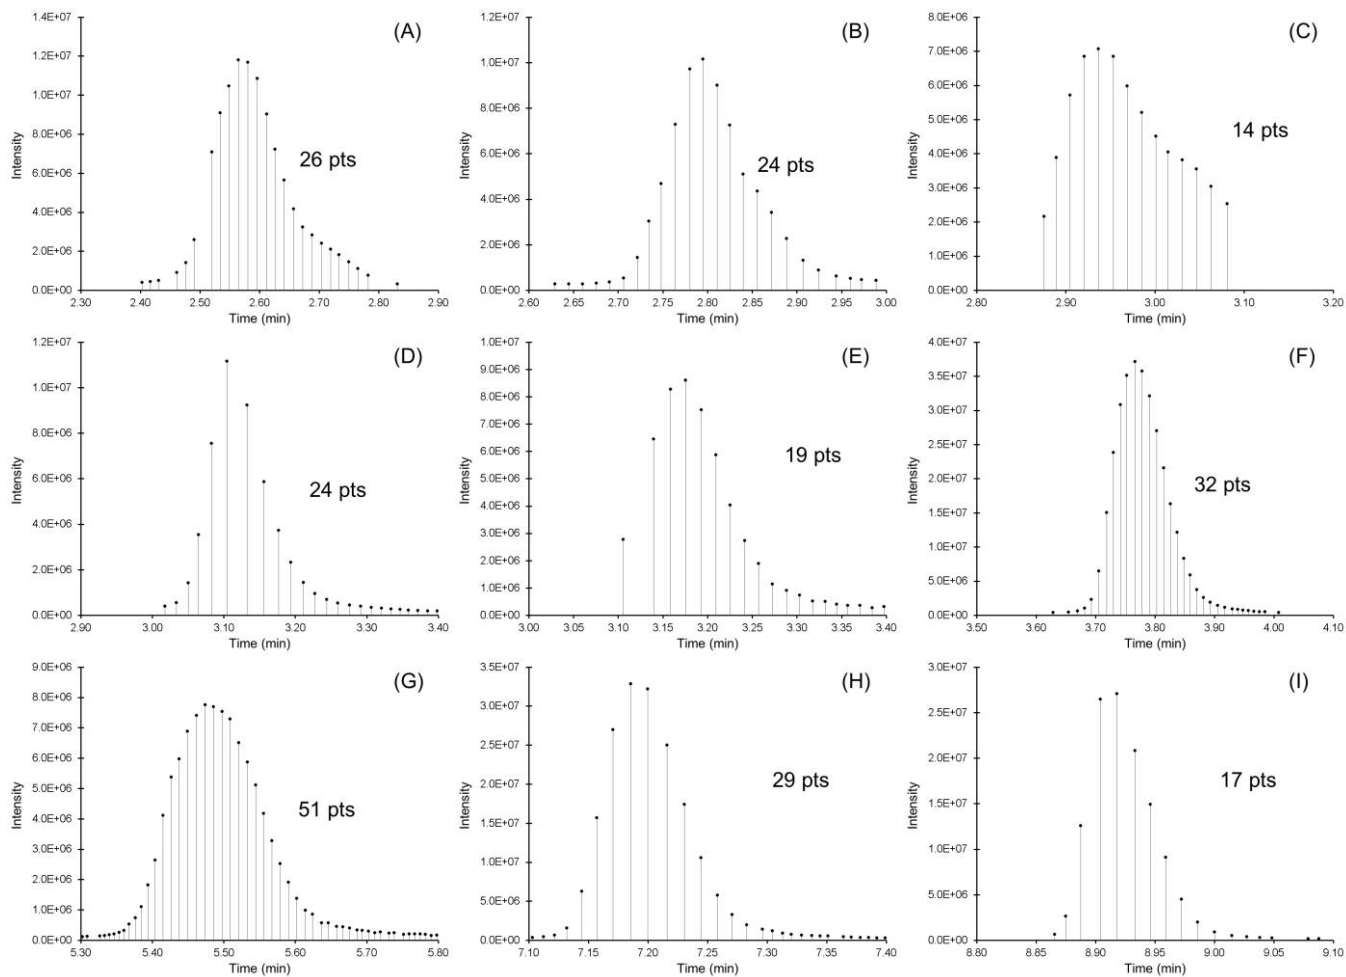 1.4E+07
1.2E+07
1.0E+07
8.0E+06
6.0E+06
4.0E+06
2.0E+06
0.0E+00
Intensity
(A)
26 pts
2.30 2.40 2.50 2.60 2.70 2.80 2.90
Time (min)
1.2E+07
1.0E+07
8.0E+06
6.0E+06
4.0E+06
2.0E+06
0.0E+00
Intensity
(B)
24 pts
2.60 2.65 2.70 2.75 2.80 2.85 2.90 2.95 3.00
Time (min)
8.0E+06
7.0E+06
6.0E+06
5.0E+06
4.0E+06
3.0E+06
2.0E+06
1.0E+06
0.0E+00
Intensity
(C)
14 pts
2.80 2.90 3.00 3.10 3.20
Time (min)
1.2E+07
1.0E+07
8.0E+06
6.0E+06
4.0E+06
2.0E+06
0.0E+00
Intensity
(D)
24 pts
2.90 3.00 3.10 3.20 3.30 3.40
Time (min)
1.0E+07
9.0E+06
8.0E+06
7.0E+06
6.0E+06
5.0E+06
4.0E+06
3.0E+06
2.0E+06
1.0E+06
0.0E+00
Intensity
(E)
19 pts
3.00 3.05 3.10 3.15 3.20 3.25 3.30 3.35 3.40
Time (min)
4.0E+07
3.5E+07
3.0E+07
2.5E+07
2.0E+07
1.5E+07
1.0E+07
5.0E+06
0.0E+00
Intensity
(F)
32 pts
3.50 3.60 3.70 3.80 3.90 4.00 4.10
Time (min)
9.0E+06
8.0E+06
7.0E+06
6.0E+06
5.0E+06
4.0E+06
3.0E+06
2.0E+06
1.0E+06
0.0E+00
Intensity
(G)
51 pts
5.30 5.40 5.50 5.60 5.70 5.80
Time (min)
3.5E+07
3.0E+07
2.5E+07
2.0E+07
1.5E+07
1.0E+07
5.0E+06
0.0E+00
Intensity
(H)
29 pts
7.10 7.15 7.20 7.25 7.30 7.35 7.40
Time (min)
3.0E+07
2.5E+07
2.0E+07
1.5E+07
1.0E+07
5.0E+06
0.0E+00
Intensity
(I)
17 pts
8.80 8.85 8.90 8.95 9.00 9.05 9.10
Time (min)